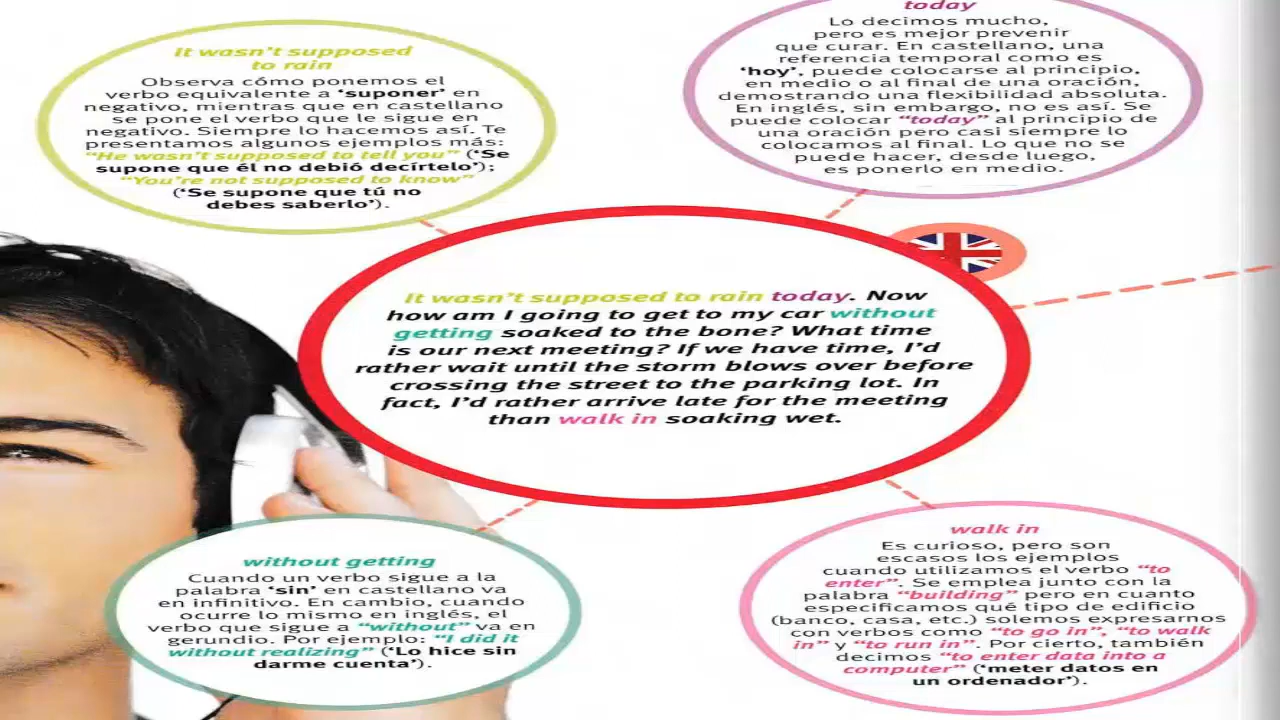 It wasn't supposed
to rain
Observa cómo ponemos el
verbo equivalente a ‘suponer’ en
negativo, mientras que en castellano
se pone el verbo que le sigue en
negativo. Siempre lo hacemos así. Te
presentamos algunos ejemplos más:
“He wasn't supposed to tell you” (‘Se
supone que él no debió decírtelo’);
“You're not supposed to know”
(‘Se supone que tú no
debes saberlo’).
today
Lo decimos mucho,
pero es mejor prevenir
que curar. En castellano, una
referencia temporal como es
‘hoy’, puede colocarse al principio,
en medio o al final de una oración,
demostrando una flexibilidad absoluta.
En inglés, sin embargo, no es así. Se
puede colocar “today” al principio de
una oración pero casi siempre lo
colocamos al final. Lo que no se
puede hacer, desde luego,
es ponerlo en medio.
It wasn't supposed to rain today. Now
how am I going to get to my car without
getting soaked to the bone? What time
is our next meeting? If we have time, I'd
rather wait until the storm blows over before
crossing the street to the parking lot. In
fact, I'd rather arrive late for the meeting
than walk in soaking wet.
without getting
Cuando un verbo sigue a la
palabra ‘sin’ en castellano va
en infinitivo. En cambio, cuando
ocurre lo mismo en inglés, el
verbo que sigue a “without” va en
gerundio. Por ejemplo: “I did it
without realizing” (‘Lo hice sin
darme cuenta’).
walk in
Es curioso, pero son
escasos los ejemplos
cuando utilizamos el verbo “to
enter”. Se emplea junto con la
palabra “building” pero en cuanto
especificamos qué tipo de edificio
(banco, casa, etc.) solemos expresarnos
con verbos como “to go in”, “to walk
in” y “to run in”. Por cierto, también
decimos “to enter data into a
computer” (‘meter datos en
un ordenador’).